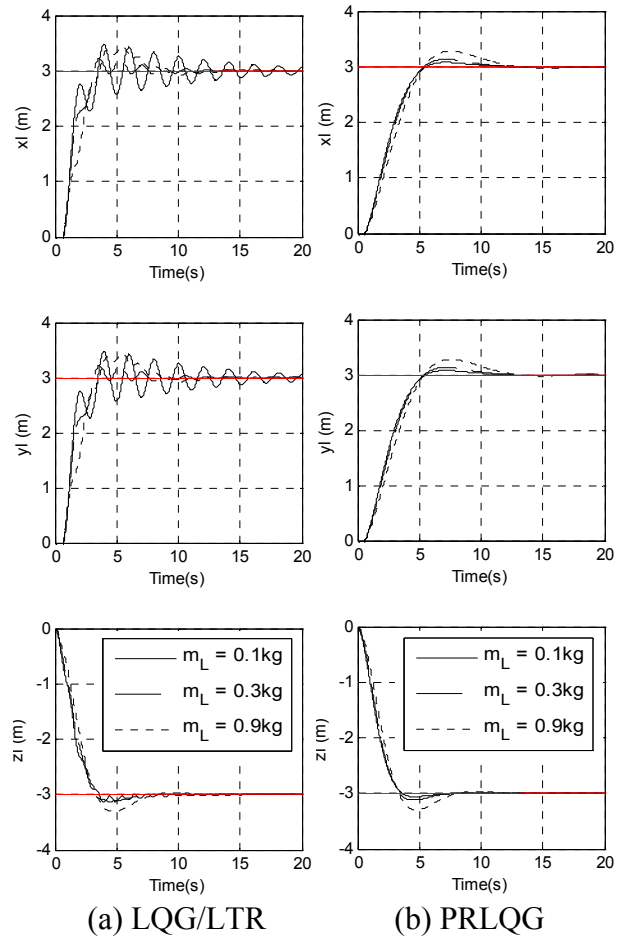 4
3
2
1
0
xl (m)
0 5 10 15 20
Time(s)
4
3
2
1
0
xl (m)
0 5 10 15 20
Time(s)
4
3
2
1
0
yl (m)
0 5 10 15 20
Time(s)
4
3
2
1
0
yl (m)
0 5 10 15 20
Time(s)
0
-1
-2
-3
-4
zl (m)
m_L = 0.1kg
m_L = 0.3kg
m_L = 0.9kg
0 5 10 15 20
Time(s)
0
-1
-2
-3
-4
zl (m)
m_L = 0.1kg
m_L = 0.3kg
m_L = 0.9kg
0 5 10 15 20
Time(s)
(a) LQG/LTR
(b) PRLQG